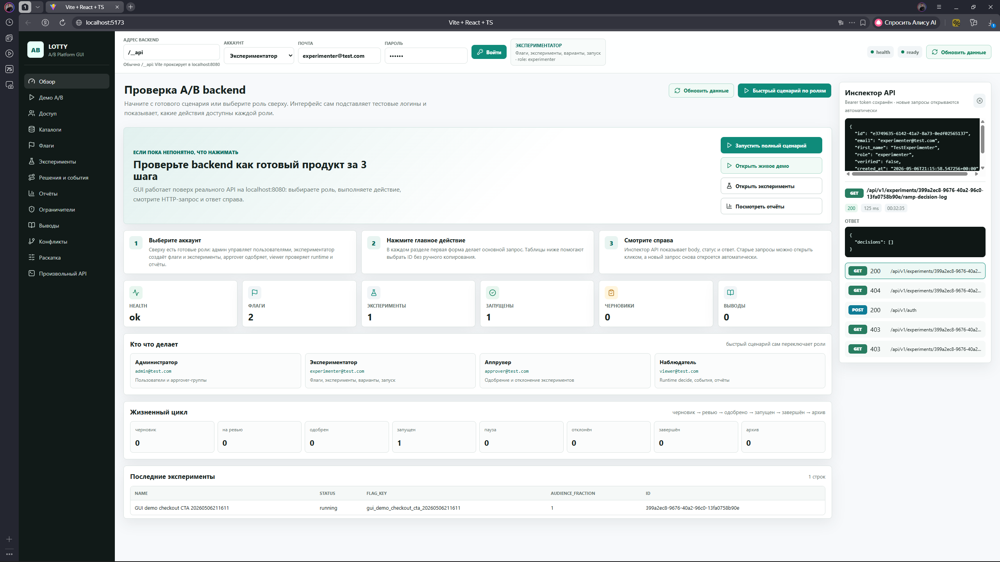 1
Vite + React + TS
localhost:5173
Vite + React + TS
Спросить Алису AI
1
75
AB
LOTTY
A/B Platform GUI
Обзор
Демо A/B
Доступ
Каталоги
Флаги
Эксперименты
Решения и события
Отчёты
Ограничители
Выводы
Конфликты
Раскатка
Произвольный API
АДРЕС BACKEND
/__api
Обычно /__api: Vite проксирует в localhost:8080
АККАУНТ
Экспериментатор
ПОЧТА
experimenter@test.com
ПАРОЛЬ
••••••
Войти
ЭКСПЕРИМЕНТАТОР
Флаги, эксперименты, варианты, запуск
· role: experimenter
health
ready
Обновить данные
Проверка A/B backend
Начните с готового сценария или выберите роль сверху. Интерфейс сам подставляет тестовые логины и
показывает, какие действия доступны каждой роли.
Обновить данные
Быстрый сценарий по ролям
ЕСЛИ ПОКА НЕПОНЯТНО, ЧТО НАЖИМАТЬ
Проверьте backend как готовый продукт за 3
шага
GUI работает поверх реального API на localhost:8080: выбираете роль, выполняете действие,
смотрите HTTP-запрос и ответ справа.
Запустить полный сценарий
Открыть живое демо
Открыть эксперименты
Посмотреть отчёты
1
Выберите аккаунт
Сверху есть готовые роли: админ управляет пользователями, экспериментатор
создаёт флаги и эксперименты, approver одобряет, viewer проверяет runtime и
отчёты.
2
Нажмите главное действие
В каждом разделе первая форма делает основной запрос. Таблицы ниже помогают
выбрать ID без ручного копирования.
3
Смотрите справа
Инспектор API показывает body, статус и ответ. Старые запросы можно открыть
кликом, а новый запрос снова откроется автоматически.
HEALTH
ok
ФЛАГИ
2
ЭКСПЕРИМЕНТЫ
1
ЗАПУЩЕНЫ
1
ЧЕРНОВИКИ
0
ВЫВОДЫ
0
Кто что делает
быстрый сценарий сам переключает роли
Администратор
admin@test.com
Пользователи и approver-группы
Экспериментатор
experimenter@test.com
Флаги, эксперименты, варианты, запуск
Аппрувер
approver@test.com
Одобрение и отклонение экспериментов
Наблюдатель
viewer@test.com
Runtime decide, события, отчёты
Жизненный цикл
черновик → ревью → одобрено → запущен → завершён → архив
черновик
0
на ревью
0
одобрен
0
запущен
1
пауза
0
отклонён
0
завершён
0
архив
0
Последние эксперименты
1 строк
NAME STATUS FLAG_KEY AUDIENCE_FRACTION ID
GUI demo checkout CTA 20260506211611 running gui_demo_checkout_cta_20260506211611 1 399a2ec8-9676-40a2-96c0-13fa0758b90e
Инспектор API
Bearer token сохранён · новые запросы открываются
автоматически
{
"id": "e3749635-6142-41a7-8a73-0edf02565137",
"email": "experimenter@test.com",
"first_name": "TestExperimenter",
"role": "experimenter",
"verified": false,
"created_at": "2026-05-06T21:15:58.547256+00:00"
GET
/api/v1/experiments/399a2ec8-9676-40a2-96c0-
13fa0758b90e/ramp-decision-log
200
125 ms
00:32:35
ОТВЕТ
{
"decisions": []
}
GET 200 /api/v1/experiments/399a2ec8-9676-40a2...
GET 404 /api/v1/experiments/399a2ec8-9676-40a2...
POST 200 /api/v1/auth
GET 403 /api/v1/experiments/399a2ec8-9676-40a2...
GET 403 /api/v1/experiments/399a2ec8-9676-40a2...